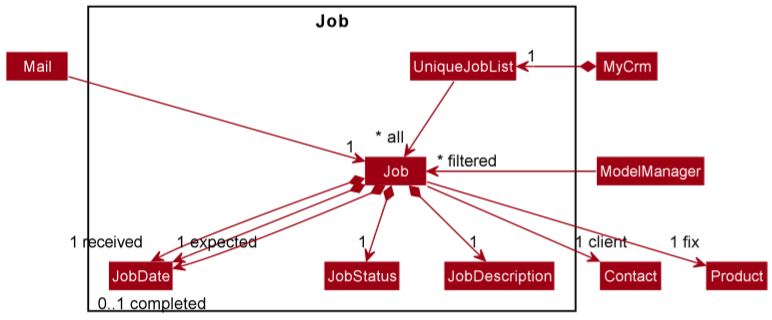 Job
Mail
UniqueJobList
1
MyCrm
* all
1
* filtered
Job
ModelManager
1 received
1 expected
1
1
1 client
1 fix
JobDate
JobStatus
JobDescription
Contact
Product
0..1 completed